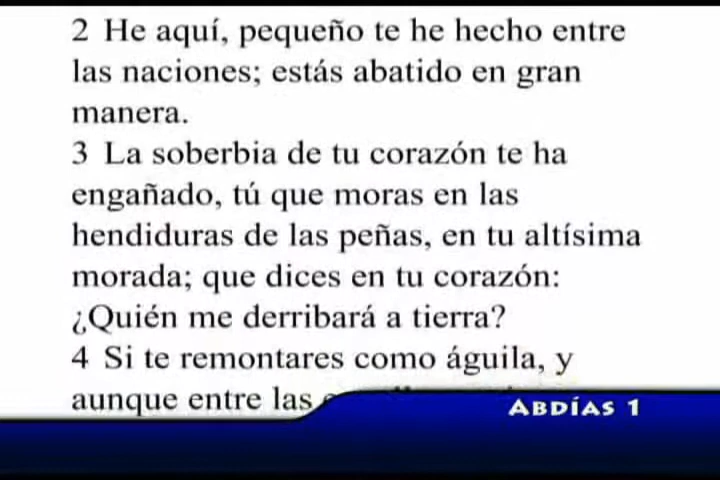 2 He aquí, pequeño te he hecho entre
las naciones; estás abatido en gran
manera.
3 La soberbia de tu corazón te ha
engañado, tú que moras en las
hendiduras de las peñas, en tu altísima
morada; que dices en tu corazón:
¿Quién me derribará a tierra?
4 Si te remontares como águila, y
aunque entre las
ABDÍAS 1